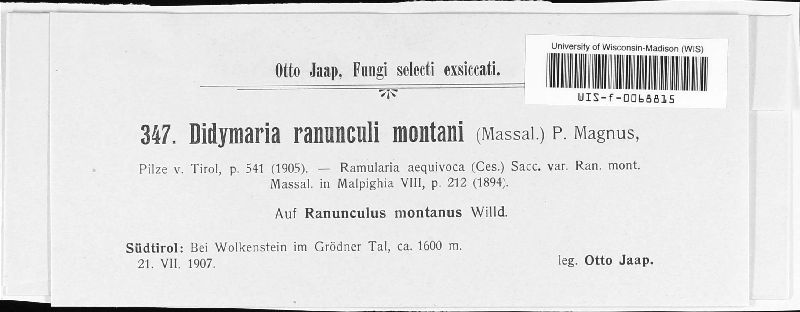 University of Wisconsin-Madison (WIS)
WIS-f-0068815
Otto Jaap, Fungi selecti exsiccati.
347. Didymaria ranunculi montani (Massal.) P. Magnus,
Pilze v. Tirol, p. 541 (1905). — Ramularia aequivoca (Ces.) Sacc. var. Ran. mont.
Massal. in Malpighia VIII, p. 212 (1894).
Auf Ranunculus montanus Willd.
Südtirol: Bei Wolkenstein im Grödner Tal, ca. 1600 m.
21. VII. 1907.
leg. Otto Jaap.